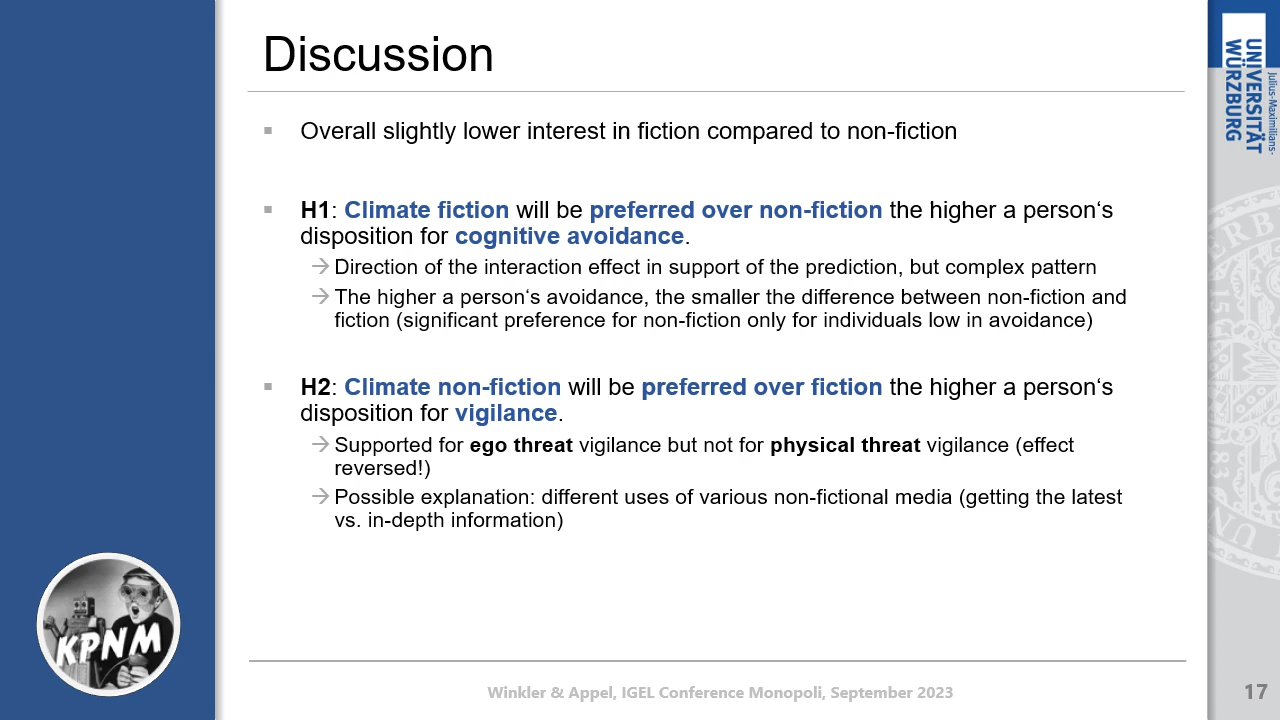 Discussion
Overall slightly lower interest in fiction compared to non-fiction
H1: Climate fiction will be preferred over non-fiction the higher a person‘s
disposition for cognitive avoidance.
→ Direction of the interaction effect in support of the prediction, but complex pattern
→ The higher a person‘s avoidance, the smaller the difference between non-fiction and
fiction (significant preference for non-fiction only for individuals low in avoidance)
H2: Climate non-fiction will be preferred over fiction the higher a person‘s
disposition for vigilance.
→ Supported for ego threat vigilance but not for physical threat vigilance (effect
reversed!)
→ Possible explanation: different uses of various non-fictional media (getting the latest
vs. in-depth information)
Winkler & Appel, IGEL Conference Monopoli, September 2023
17
KPNM
Julius-Maximilians-
UNIVERSITÄT
WÜRZBURG